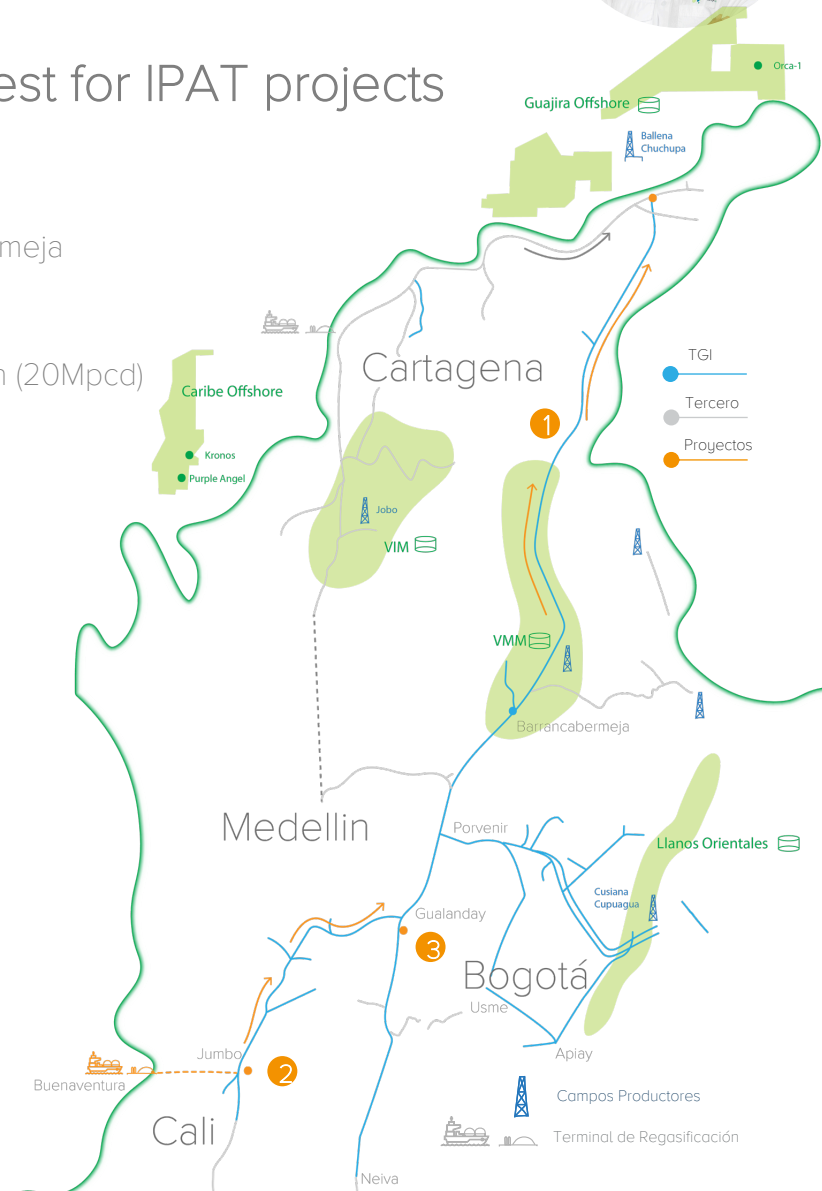 est for IPAT projects
Orca-1
Guajira Offshore
Ballena
Chuchupa
meja
n (20Mpcd)
Cartagena
TGI
Tercero
Proyectos
Caribe Offshore
1
Kronos
Purple Angel
Jobo
VIM
VMM
Barrancabermeja
Medellin
Porvenir
Llanos Orientales
Cusiana
Cupuagua
Gualanday
3
Bogotá
Usme
Jumbo
Apiay
2
Buenaventura
Campos Productores
Cali
Terminal de Regasificación
Neiva